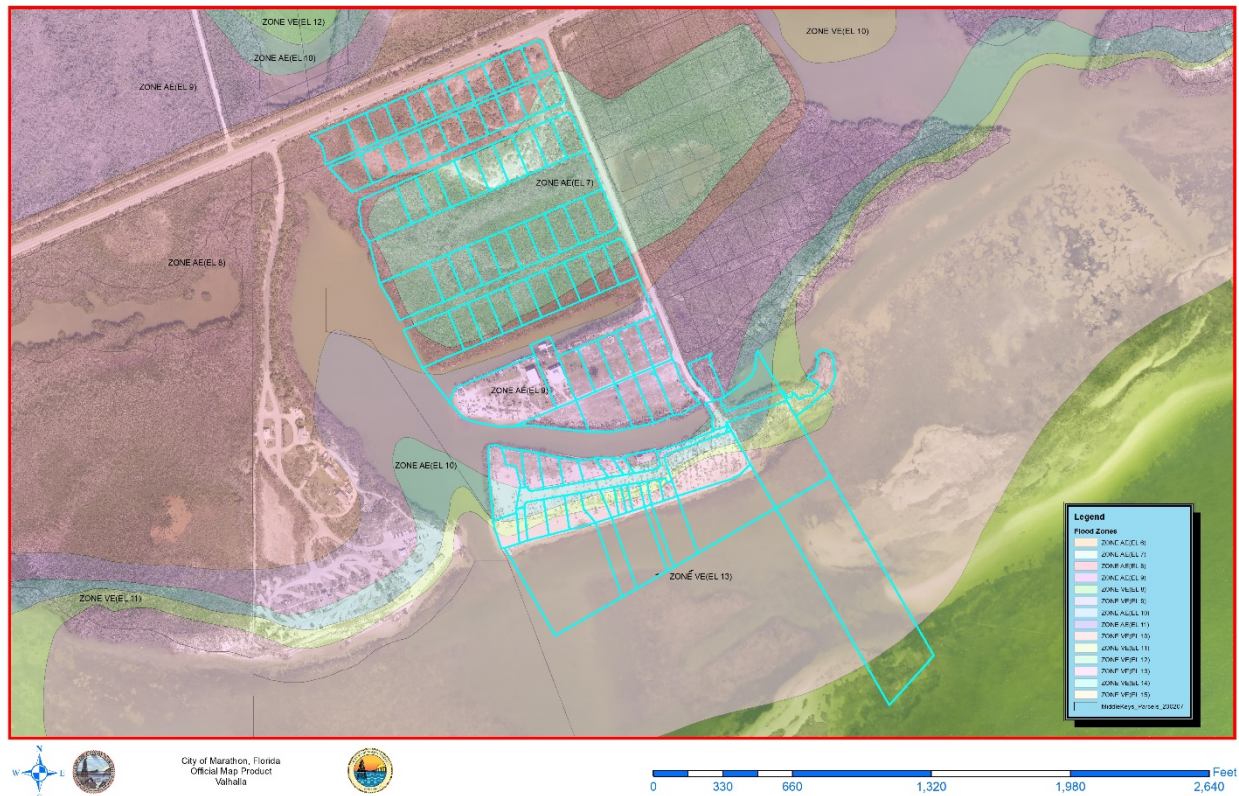 ZONE VE(EL 12)
ZONE VE(EL 10)
ZONE AE(EL 10)
ZONE AE(EL 9)
ZONE AE(EL 7)
ZONE AE(EL 8)
ZONE AE(EL 9)
ZONE AE(EL 10)
ZONE VE(EL 13)
ZONE VE(EL 11)
Legend
Flood Zones
ZONE AE(EL 6)
ZONE AE(EL 7)
ZONE AE(EL 8)
ZONE AE(EL 9)
ZONE VE(EL 9)
ZONE AE(EL 10)
ZONE AE(EL 11)
ZONE VE(EL 10)
ZONE VE(EL 11)
ZONE VE(EL 12)
ZONE VE(EL 13)
ZONE VE(EL 14)
ZONE VE(EL 15)
N
W
E
S
City of Marathon, Florida
Official Map Product
Valhalla
Feet
0 330 660 1,320 1,980 2,640